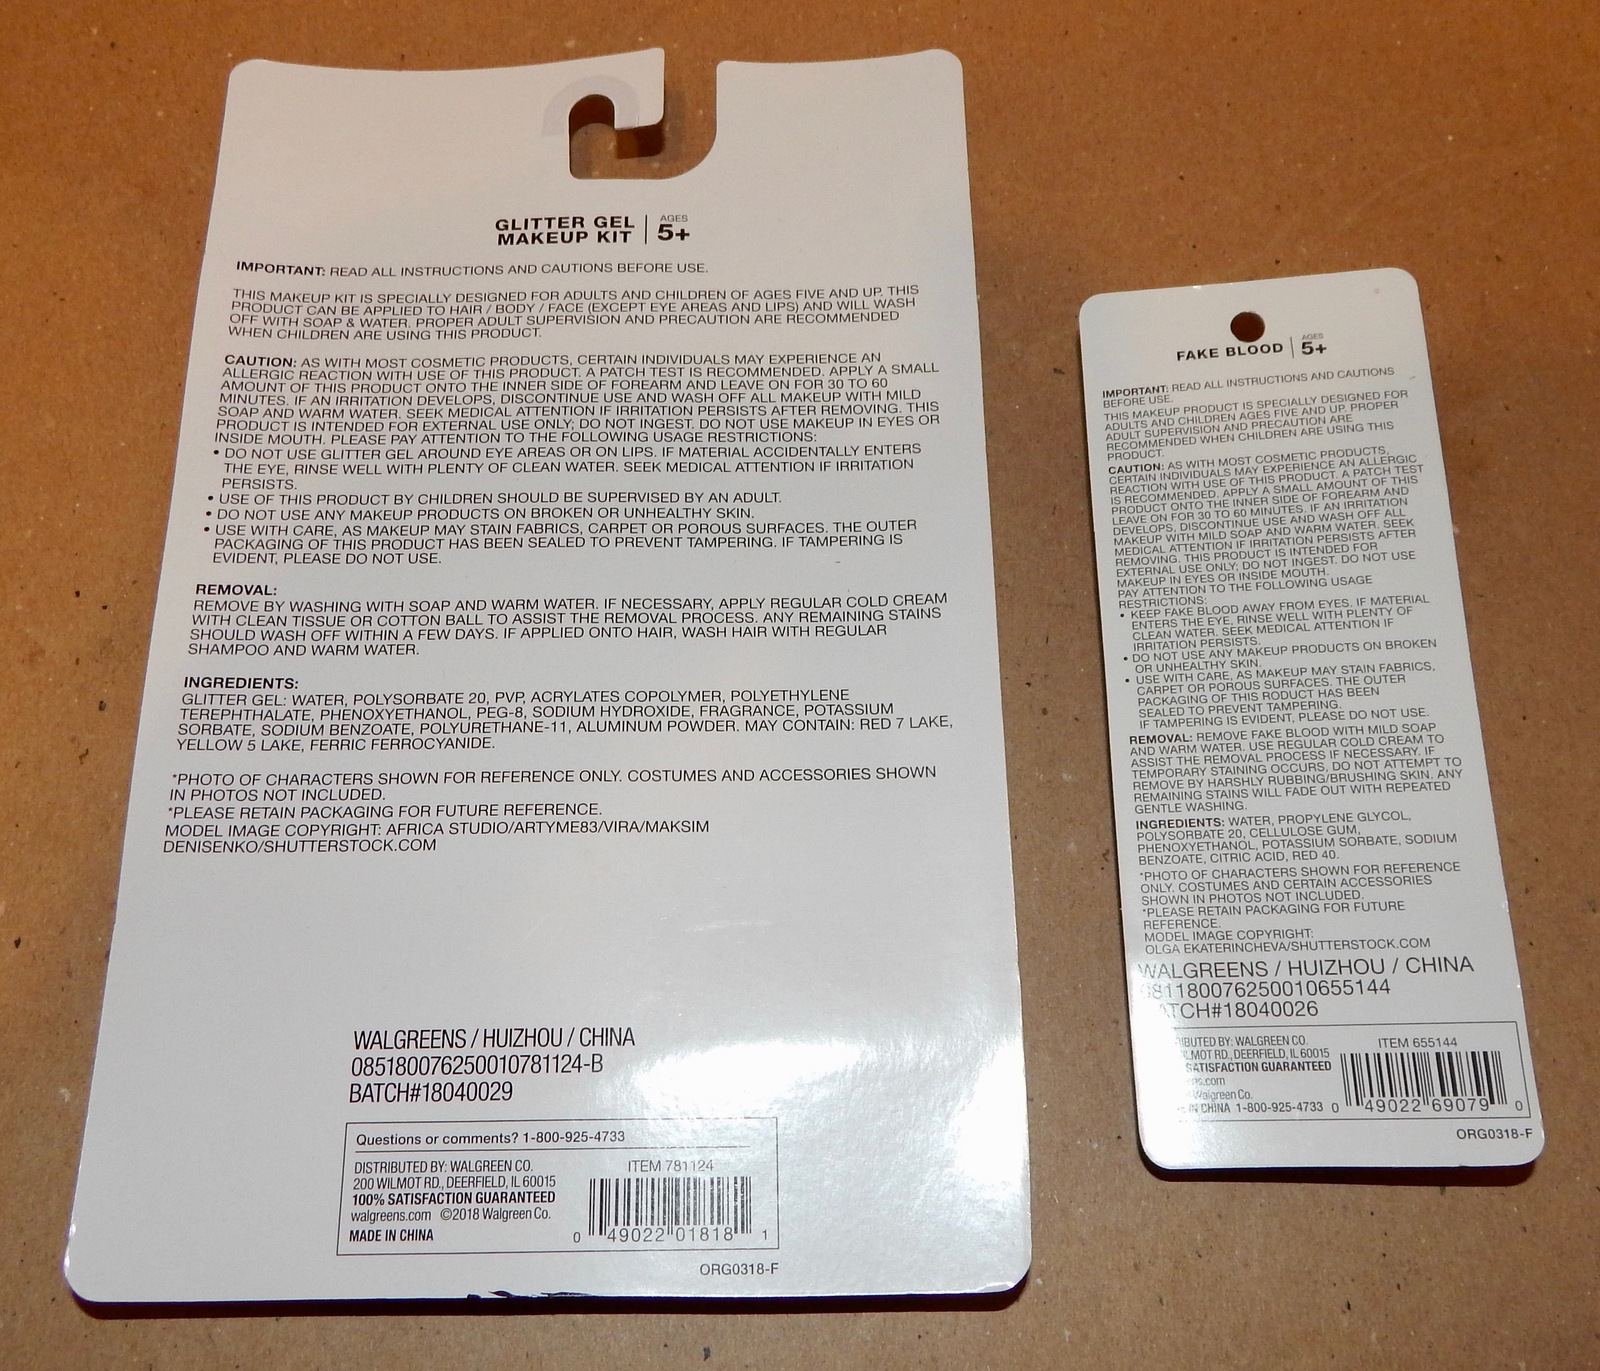 GLITTER GEL
MAKEUP KIT
AGES
5+
IMPORTANT: READ ALL INSTRUCTIONS AND CAUTIONS BEFORE USE.
THIS MAKEUP KIT IS SPECIALLY DESIGNED FOR ADULTS AND CHILDREN OF AGES FIVE AND UP. THIS
PRODUCT CAN BE APPLIED TO HAIR / BODY / FACE (EXCEPT EYE AREAS AND LIPS) AND WILL WASH
OFF WITH SOAP & WATER. PROPER ADULT SUPERVISION AND PRECAUTION ARE RECOMMENDED
WHEN CHILDREN ARE USING THIS PRODUCT.
CAUTION: AS WITH MOST COSMETIC PRODUCTS, CERTAIN INDIVIDUALS MAY EXPERIENCE AN
ALLERGIC REACTION WITH USE OF THIS PRODUCT. A PATCH TEST IS RECOMMENDED. APPLY A SMALL
AMOUNT OF THIS PRODUCT ONTO THE INNER SIDE OF FOREARM AND LEAVE ON FOR 30 TO 60
MINUTES. IF AN IRRITATION DEVELOPS, DISCONTINUE USE AND WASH OFF ALL MAKEUP WITH MILD
SOAP AND WARM WATER. SEEK MEDICAL ATTENTION IF IRRITATION PERSISTS AFTER REMOVING. THIS
PRODUCT IS INTENDED FOR EXTERNAL USE ONLY; DO NOT INGEST. DO NOT USE MAKEUP IN EYES OR
INSIDE MOUTH. PLEASE PAY ATTENTION TO THE FOLLOWING USAGE RESTRICTIONS:
• DO NOT USE GLITTER GEL AROUND EYE AREAS OR ON LIPS. IF MATERIAL ACCIDENTALLY ENTERS
THE EYE, RINSE WELL WITH PLENTY OF CLEAN WATER. SEEK MEDICAL ATTENTION IF IRRITATION
PERSISTS.
• USE OF THIS PRODUCT BY CHILDREN SHOULD BE SUPERVISED BY AN ADULT.
• DO NOT USE ANY MAKEUP PRODUCTS ON BROKEN OR UNHEALTHY SKIN.
• USE WITH CARE, AS MAKEUP MAY STAIN FABRICS, CARPET OR POROUS SURFACES. THE OUTER
PACKAGING OF THIS PRODUCT HAS BEEN SEALED TO PREVENT TAMPERING. IF TAMPERING IS
EVIDENT, PLEASE DO NOT USE.
REMOVAL:
REMOVE BY WASHING WITH SOAP AND WARM WATER. IF NECESSARY, APPLY REGULAR COLD CREAM
WITH CLEAN TISSUE OR COTTON BALL TO ASSIST THE REMOVAL PROCESS. ANY REMAINING STAINS
SHOULD WASH OFF WITHIN A FEW DAYS. IF APPLIED ONTO HAIR, WASH HAIR WITH REGULAR
SHAMPOO AND WARM WATER.
INGREDIENTS:
GLITTER GEL: WATER, POLYSORBATE 20, PVP, ACRYLATES COPOLYMER, POLYETHYLENE
TEREPHTHALATE, PHENOXYETHANOL, PEG-8, SODIUM HYDROXIDE, FRAGRANCE, POTASSIUM
SORBATE, SODIUM BENZOATE, POLYURETHANE-11, ALUMINUM POWDER. MAY CONTAIN: RED 7 LAKE,
YELLOW 5 LAKE, FERRIC FERROCYANIDE.
*PHOTO OF CHARACTERS SHOWN FOR REFERENCE ONLY. COSTUMES AND ACCESSORIES SHOWN
IN PHOTOS NOT INCLUDED.
*PLEASE RETAIN PACKAGING FOR FUTURE REFERENCE.
MODEL IMAGE COPYRIGHT: AFRICA STUDIO/ARTYME83/VIRA/MAKSIM
DENISENKO/SHUTTERSTOCK.COM
WALGREENS / HUIZHOU / CHINA
085180076250010781124-B
BATCH#18040029
Questions or comments? 1-800-925-4733
DISTRIBUTED BY: WALGREEN CO.
200 WILMOT RD., DEERFIELD, IL 60015
100% SATISFACTION GUARANTEED
walgreens.com ©2018 Walgreen Co.
MADE IN CHINA
ITEM 781124
0 49022 01818 1
ORG0318-F
FAKE BLOOD
AGES
5+
IMPORTANT: READ ALL INSTRUCTIONS AND CAUTIONS
BEFORE USE.
THIS MAKEUP PRODUCT IS SPECIALLY DESIGNED FOR
ADULTS AND CHILDREN AGES FIVE AND UP. PROPER
ADULT SUPERVISION AND PRECAUTION ARE
RECOMMENDED WHEN CHILDREN ARE USING THIS
PRODUCT.
CAUTION: AS WITH MOST COSMETIC PRODUCTS,
CERTAIN INDIVIDUALS MAY EXPERIENCE AN ALLERGIC
REACTION WITH USE OF THIS PRODUCT. A PATCH TEST
IS RECOMMENDED. APPLY A SMALL AMOUNT OF THIS
PRODUCT ONTO THE INNER SIDE OF FOREARM AND
LEAVE ON FOR 30 TO 60 MINUTES. IF AN IRRITATION
DEVELOPS, DISCONTINUE USE AND WASH OFF ALL
MAKEUP WITH MILD SOAP AND WARM WATER. SEEK
MEDICAL ATTENTION IF IRRITATION PERSISTS AFTER
REMOVING. THIS PRODUCT IS INTENDED FOR
EXTERNAL USE ONLY; DO NOT INGEST. DO NOT USE
MAKEUP IN EYES OR INSIDE MOUTH.
PAY ATTENTION TO THE FOLLOWING USAGE
RESTRICTIONS:
• KEEP FAKE BLOOD AWAY FROM EYES. IF MATERIAL
ENTERS THE EYE, RINSE WELL WITH PLENTY OF
CLEAN WATER. SEEK MEDICAL ATTENTION IF
IRRITATION PERSISTS.
• DO NOT USE ANY MAKEUP PRODUCTS ON BROKEN
OR UNHEALTHY SKIN.
• USE WITH CARE, AS MAKEUP MAY STAIN FABRICS,
CARPET OR POROUS SURFACES. THE OUTER
PACKAGING OF THIS RODUCT HAS BEEN
SEALED TO PREVENT TAMPERING.
IF TAMPERING IS EVIDENT, PLEASE DO NOT USE.
REMOVAL: REMOVE FAKE BLOOD WITH MILD SOAP
AND WARM WATER. USE REGULAR COLD CREAM TO
ASSIST THE REMOVAL PROCESS IF NECESSARY. IF
TEMPORARY STAINING OCCURS, DO NOT ATTEMPT TO
REMOVE BY HARSHLY RUBBING/BRUSHING SKIN. ANY
REMAINING STAINS WILL FADE OUT WITH REPEATED
GENTLE WASHING.
INGREDIENTS: WATER, PROPYLENE GLYCOL,
POLYSORBATE 20, CELLULOSE GUM,
PHENOXYETHANOL, POTASSIUM SORBATE, SODIUM
BENZOATE, CITRIC ACID, RED 40.
*PHOTO OF CHARACTERS SHOWN FOR REFERENCE
ONLY. COSTUMES AND CERTAIN ACCESSORIES
SHOWN IN PHOTOS NOT INCLUDED.
*PLEASE RETAIN PACKAGING FOR FUTURE
REFERENCE.
MODEL IMAGE COPYRIGHT:
OLGA EKATERINCHEVA/SHUTTERSTOCK.COM
WALGREENS / HUIZHOU / CHINA
081180076250010655144
BATCH#18040026
BY: WALGREEN CO.
RD., DEERFIELD, IL 60015
SATISFACTION GUARANTEED
Walgreen Co.
IN CHINA 1-800-925-4733
ITEM 655144
0 49022 69079 0
ORG0318-F